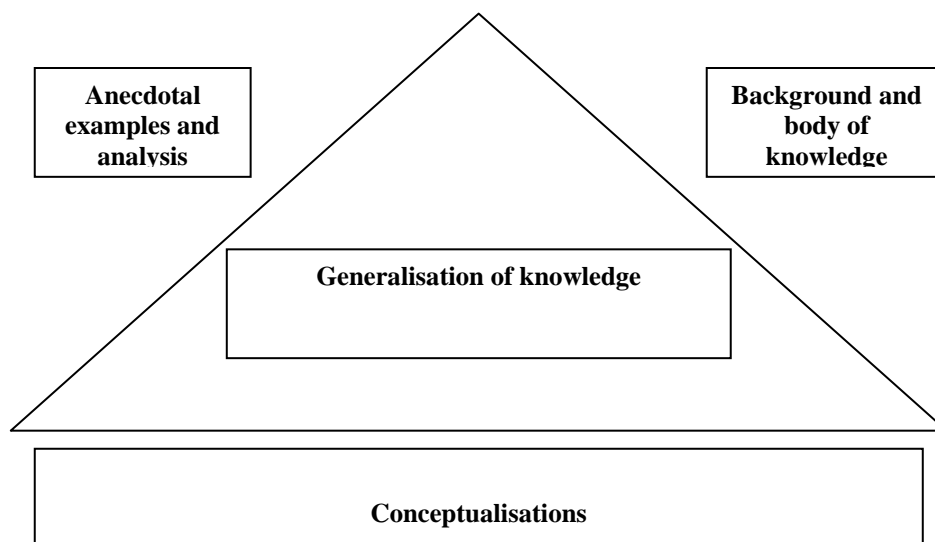 Anecdotal
examples and
analysis
Background and
body of
knowledge
Generalisation of knowledge
Conceptualisations